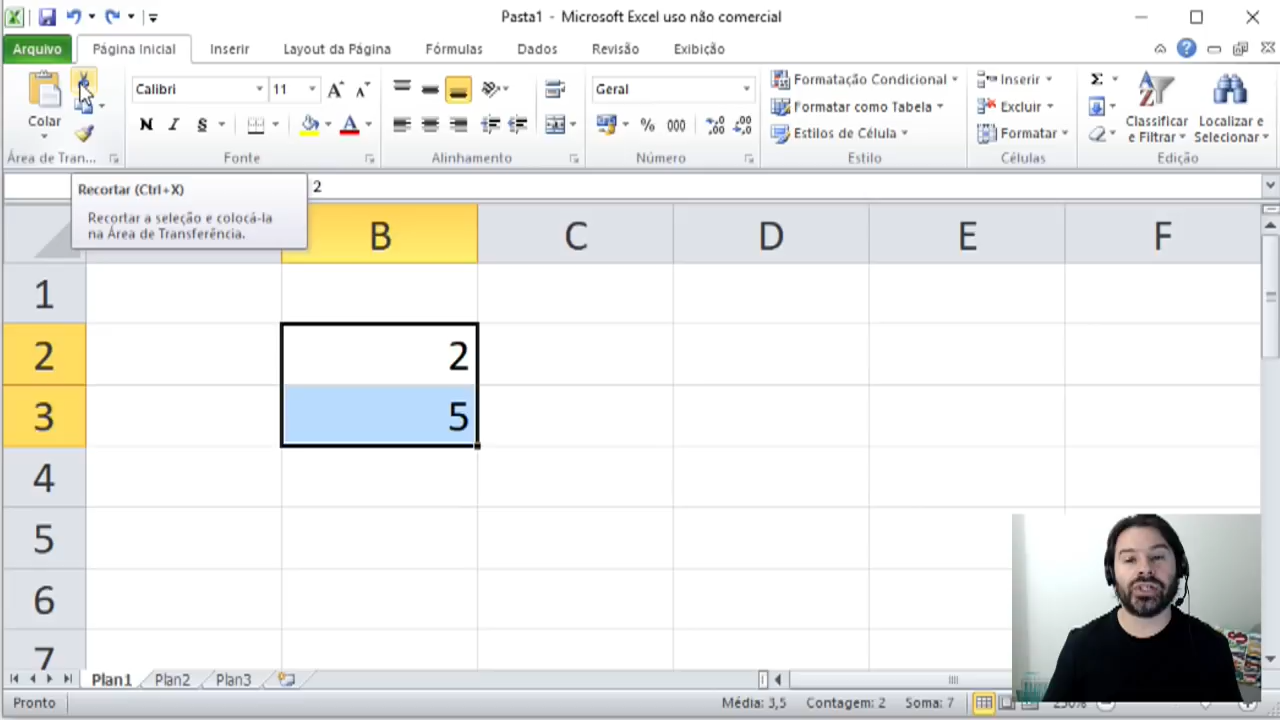 Pasta1 - Microsoft Excel uso não comercial
Arquivo Página Inicial Inserir Layout da Página Fórmulas Dados Revisão Exibição
Colar
Área de Tran...
Calibri 11
N I S
Fonte
Alinhamento
Geral
% 000
Número
Formatação Condicional
Formatar como Tabela
Estilos de Célula
Estilo
Inserir
Excluir
Formatar
Células
Σ
Classificar e Filtrar
Localizar e Selecionar
Edição
2
Recortar (Ctrl+X)
Recortar a seleção e colocá-la
na Área de Transferência.
B C D E F
1
2 2
3 5
4
5
6
7
Plan1 Plan2 Plan3
Pronto Média: 3,5 Contagem: 2 Soma: 7